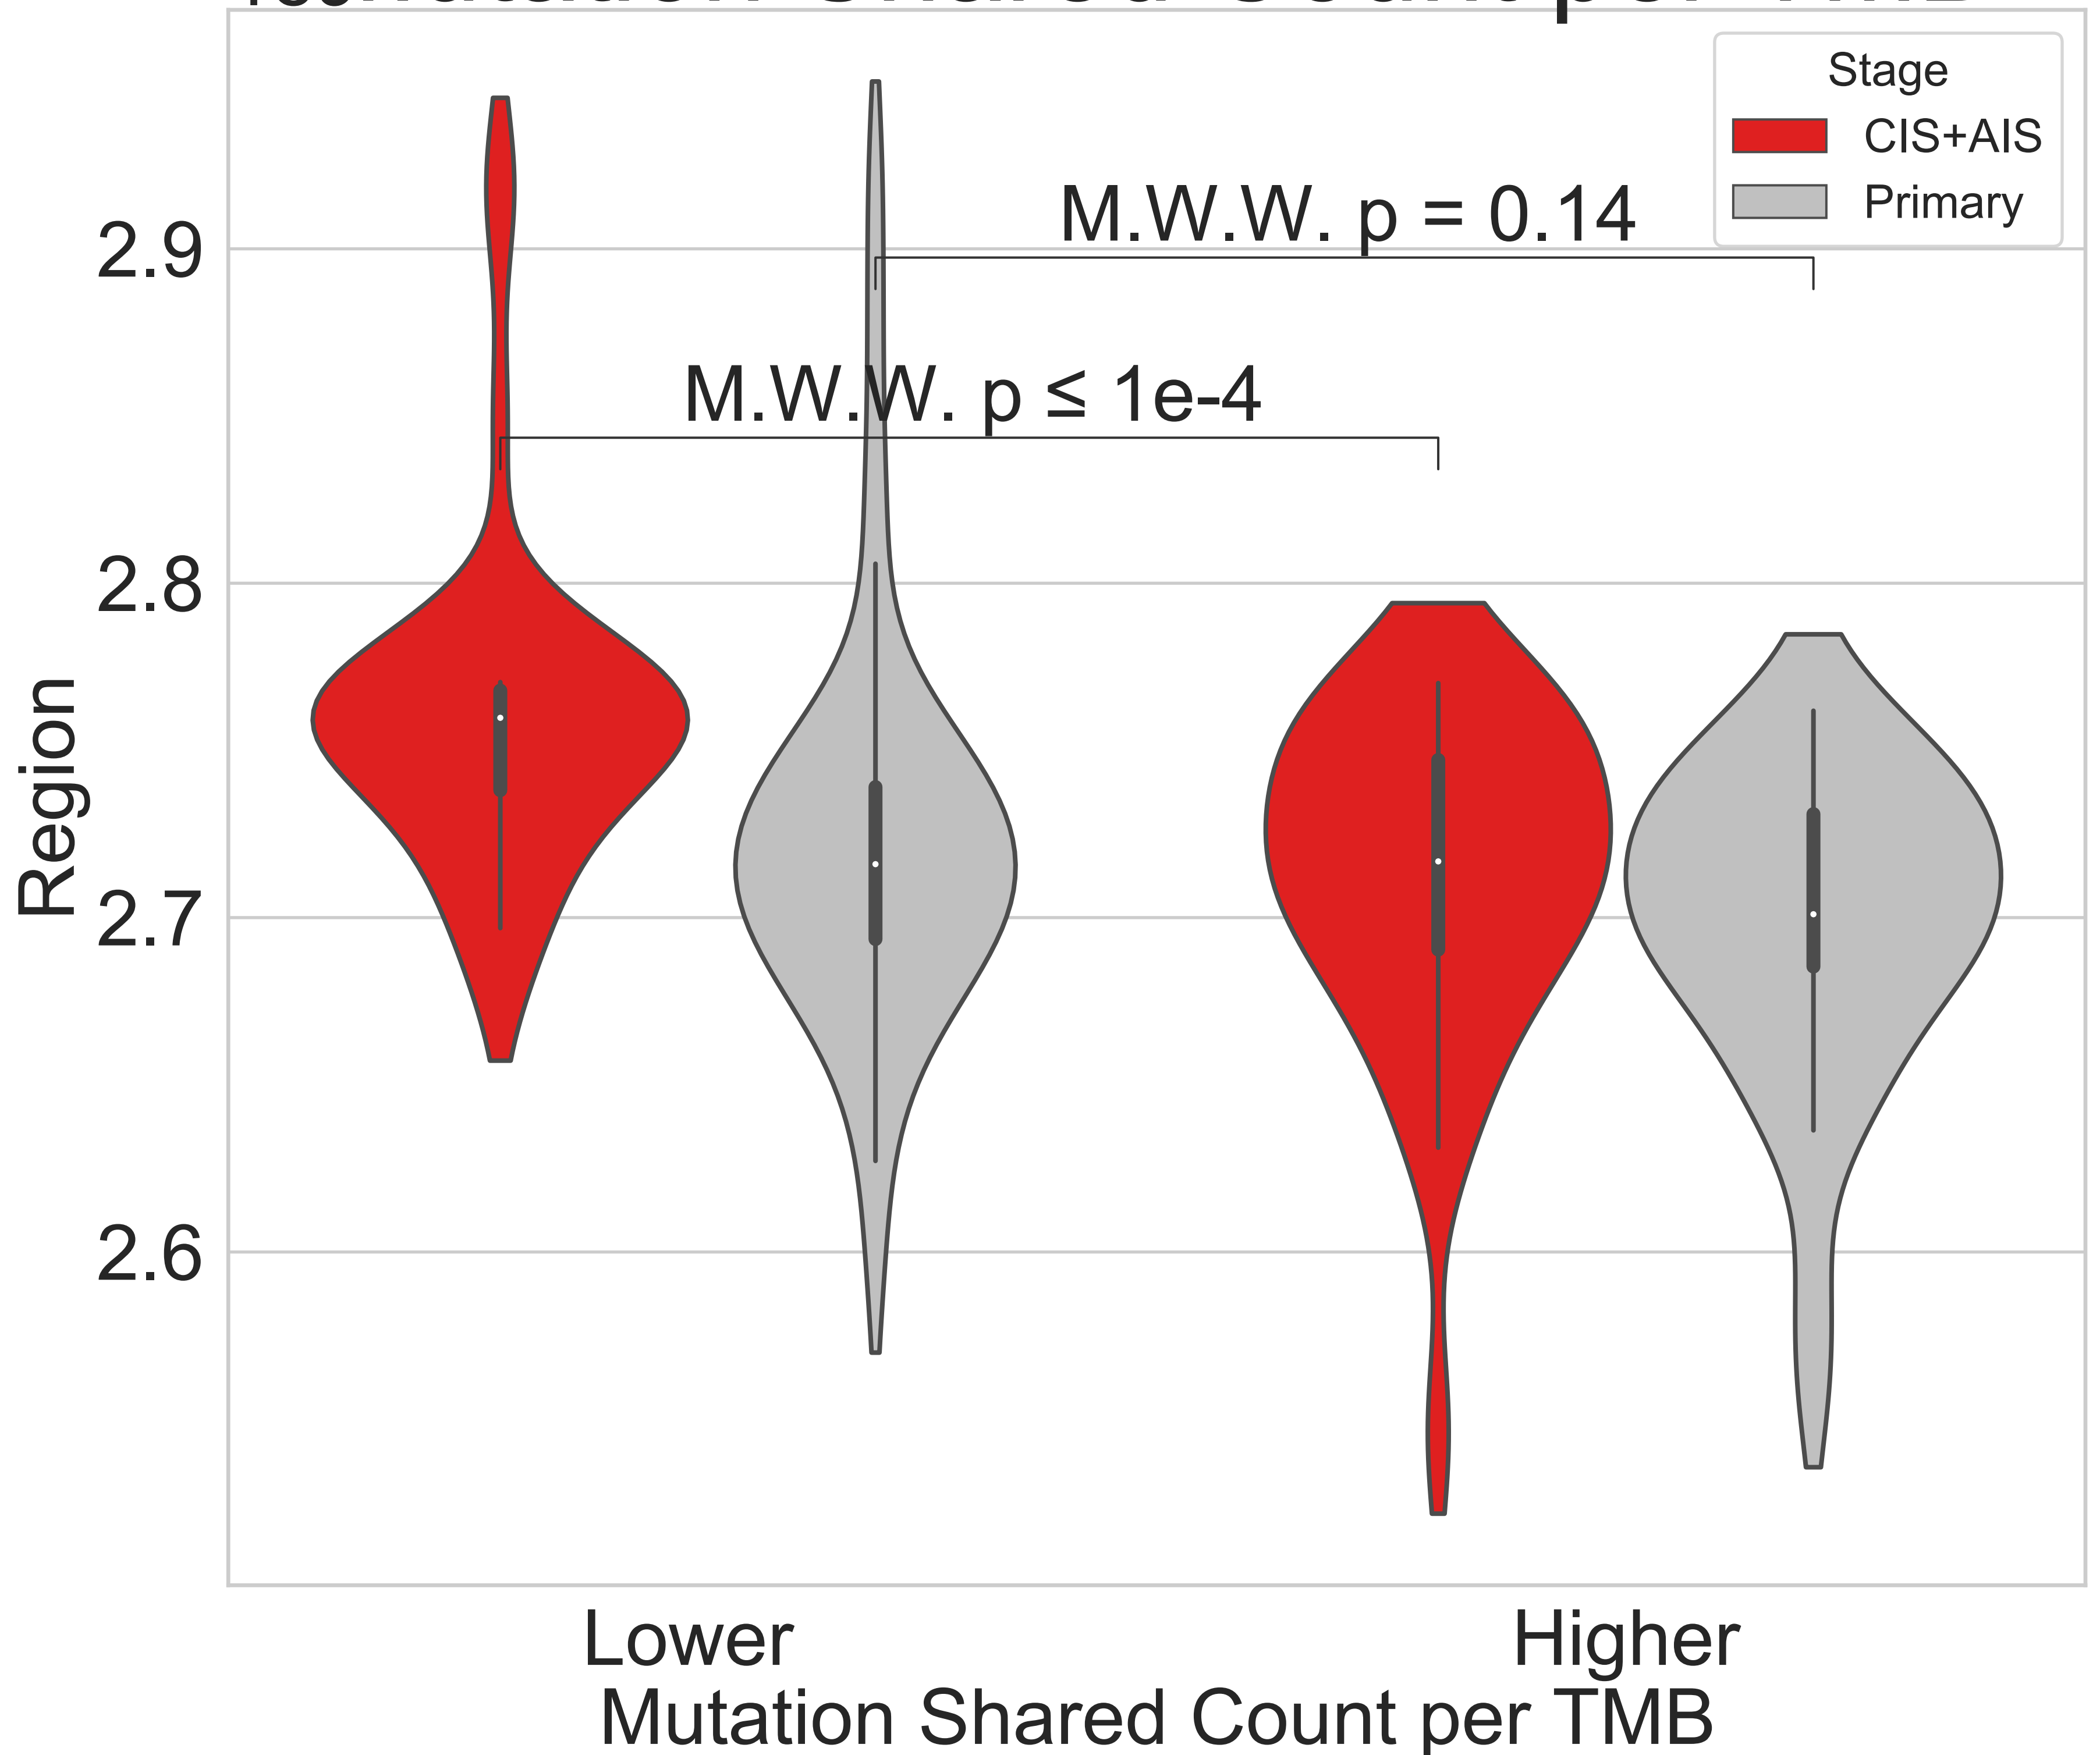 Stage
CIS+AIS
Primary
M.W.W. p = 0.14
M.W.W. p ≤ 1e-4
2.9
2.8
2.7
2.6
Region
Lower
Higher
Mutation Shared Count per TMB